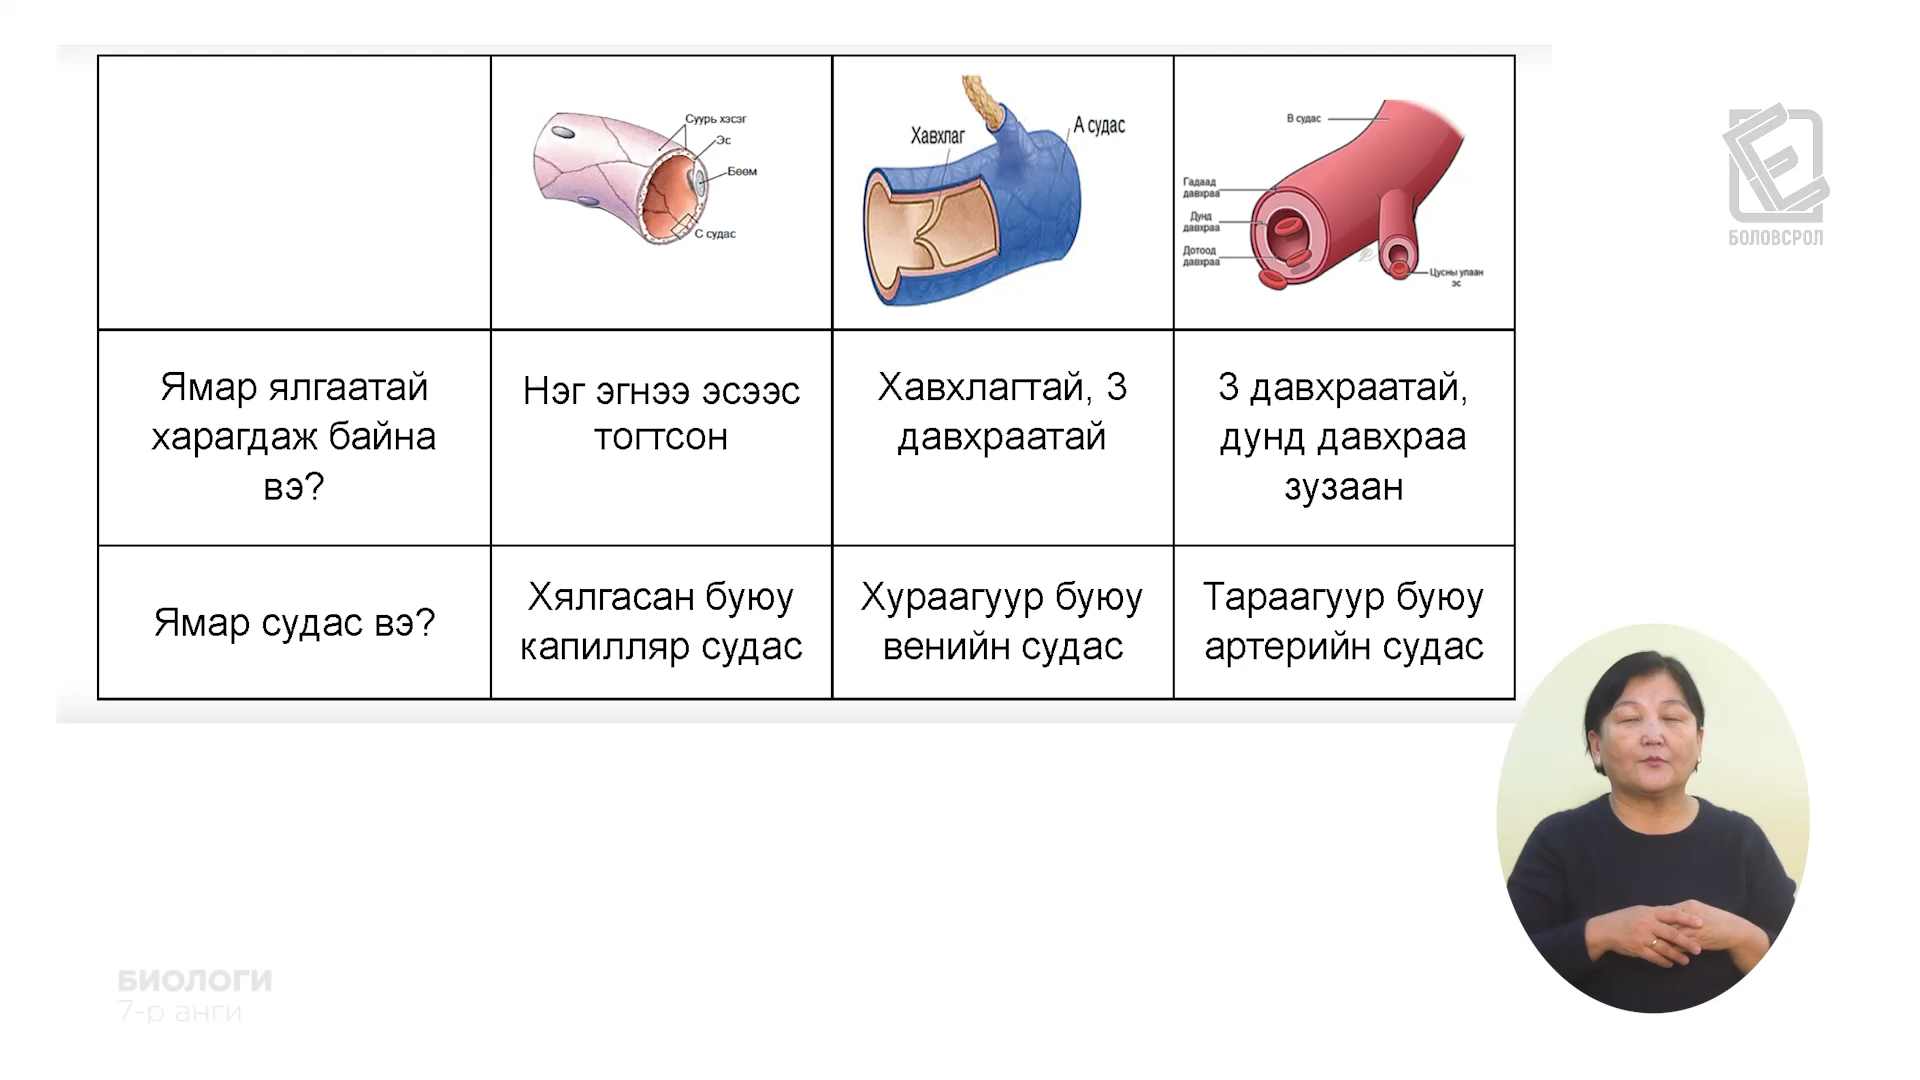 Суурь хэсэг
Эс
Бөөм
С судас
Хавхлаг
А судас
В судас
Гадаад
давхраа
Дунд
давхраа
Дотоод
давхраа
Цусны улаан
эс
Ямар ялгаатай
харагдаж байна
вэ?
Нэг эгнээ эсээс
тогтсон
Хавхлагтай, 3
давхраатай
3 давхраатай,
дунд давхраа
зузаан
Ямар судас вэ?
Хялгасан буюу
капилляр судас
Хураагуур буюу
венийн судас
Тараагуур буюу
артерийн судас
БОЛОВСРОЛ
БИОЛОГИ
7-р анги